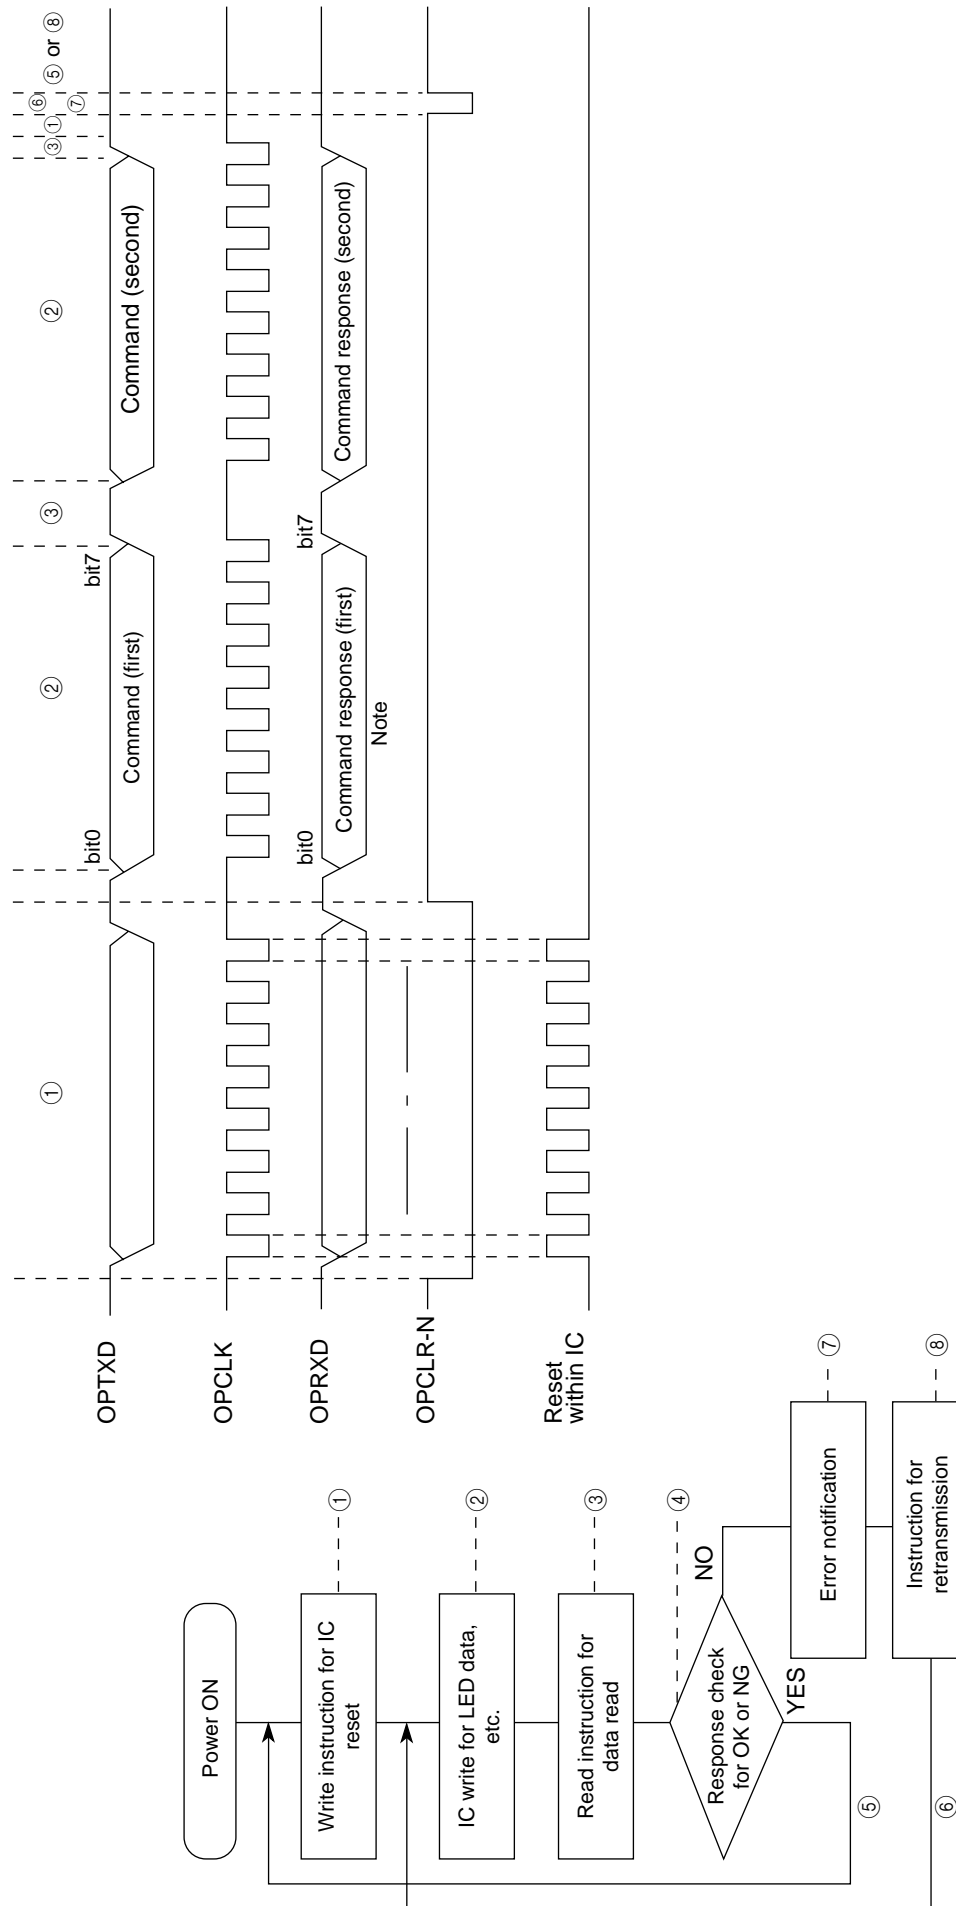 Power ON
Write instruction for IC
reset
①
IC write for LED data,
etc.
②
Read instruction for
data read
③
Response check
for OK or NG
④
NO
YES
Error notification
⑦
Instruction for
retransmission
⑧
⑤
⑥
① ② ③ ② ③ ① ⑥ ⑤ or ⑧
⑦
OPTXD
bit0
Command (first)
bit7
Command (second)
OPCLK
OPRXD
bit0
Command response (first)
bit7
Command response (second)
Note
OPCLR-N
Reset
within IC